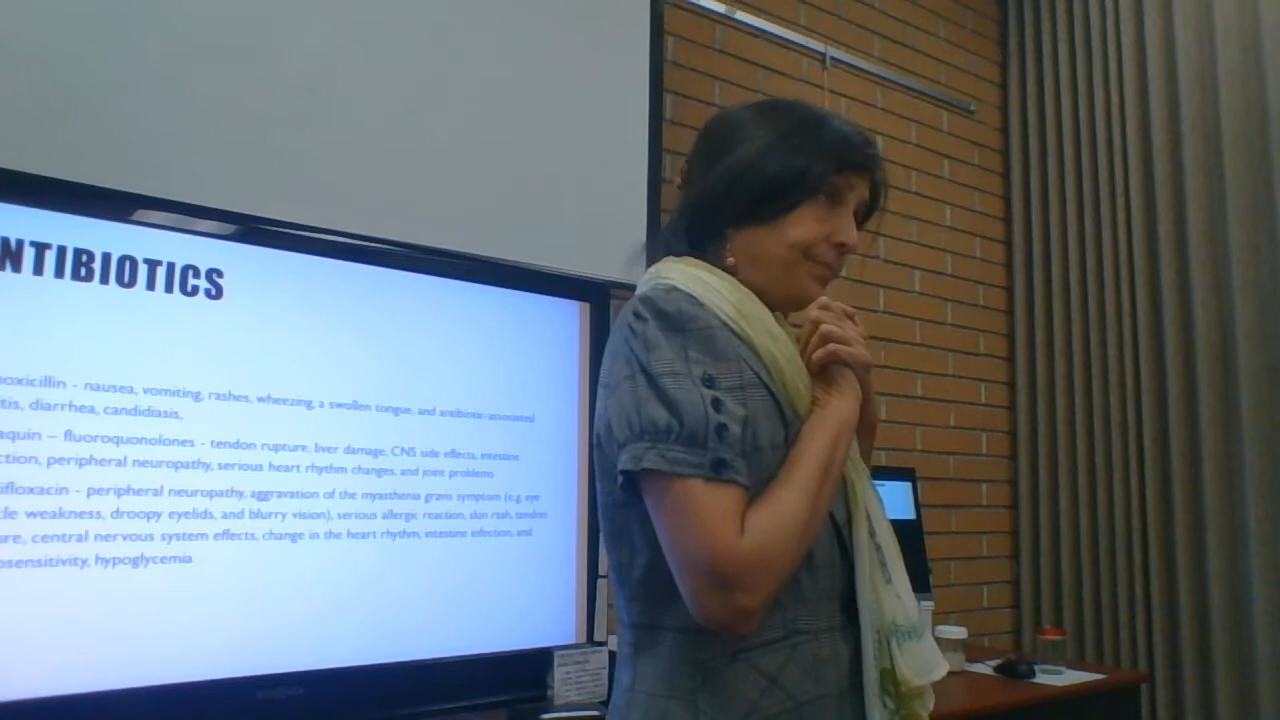 NTIBIOTICS
oxicillin - nausea, vomiting, rashes, wheezing, a swollen tongue, and antibiotic-associated
tis, diarrhea, candidiasis,
aquin – fluoroquonolones - tendon rupture, liver damage, CNS side effects, intestine
ction, peripheral neuropathy, serious heart rhythm changes, and joint problems
ifloxacin - peripheral neuropathy, aggravation of the myasthenia gravis symptom (e.g. eye
cle weakness, droopy eyelids, and blurry vision), serious allergic reaction, skin rash, tendon
ure, central nervous system effects, change in the heart rhythm, intestine infection, and
osensitivity, hypoglycemia